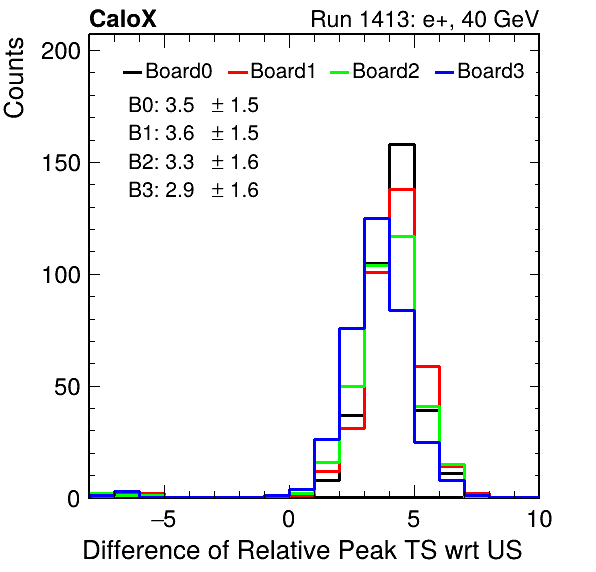 CaloX Run 1413: e+, 40 GeV
Counts
Board0 Board1 Board2 Board3
B0: 3.5 ± 1.5
B1: 3.6 ± 1.5
B2: 3.3 ± 1.6
B3: 2.9 ± 1.6
200
150
100
50
0
−5 0 5 10
Difference of Relative Peak TS wrt US